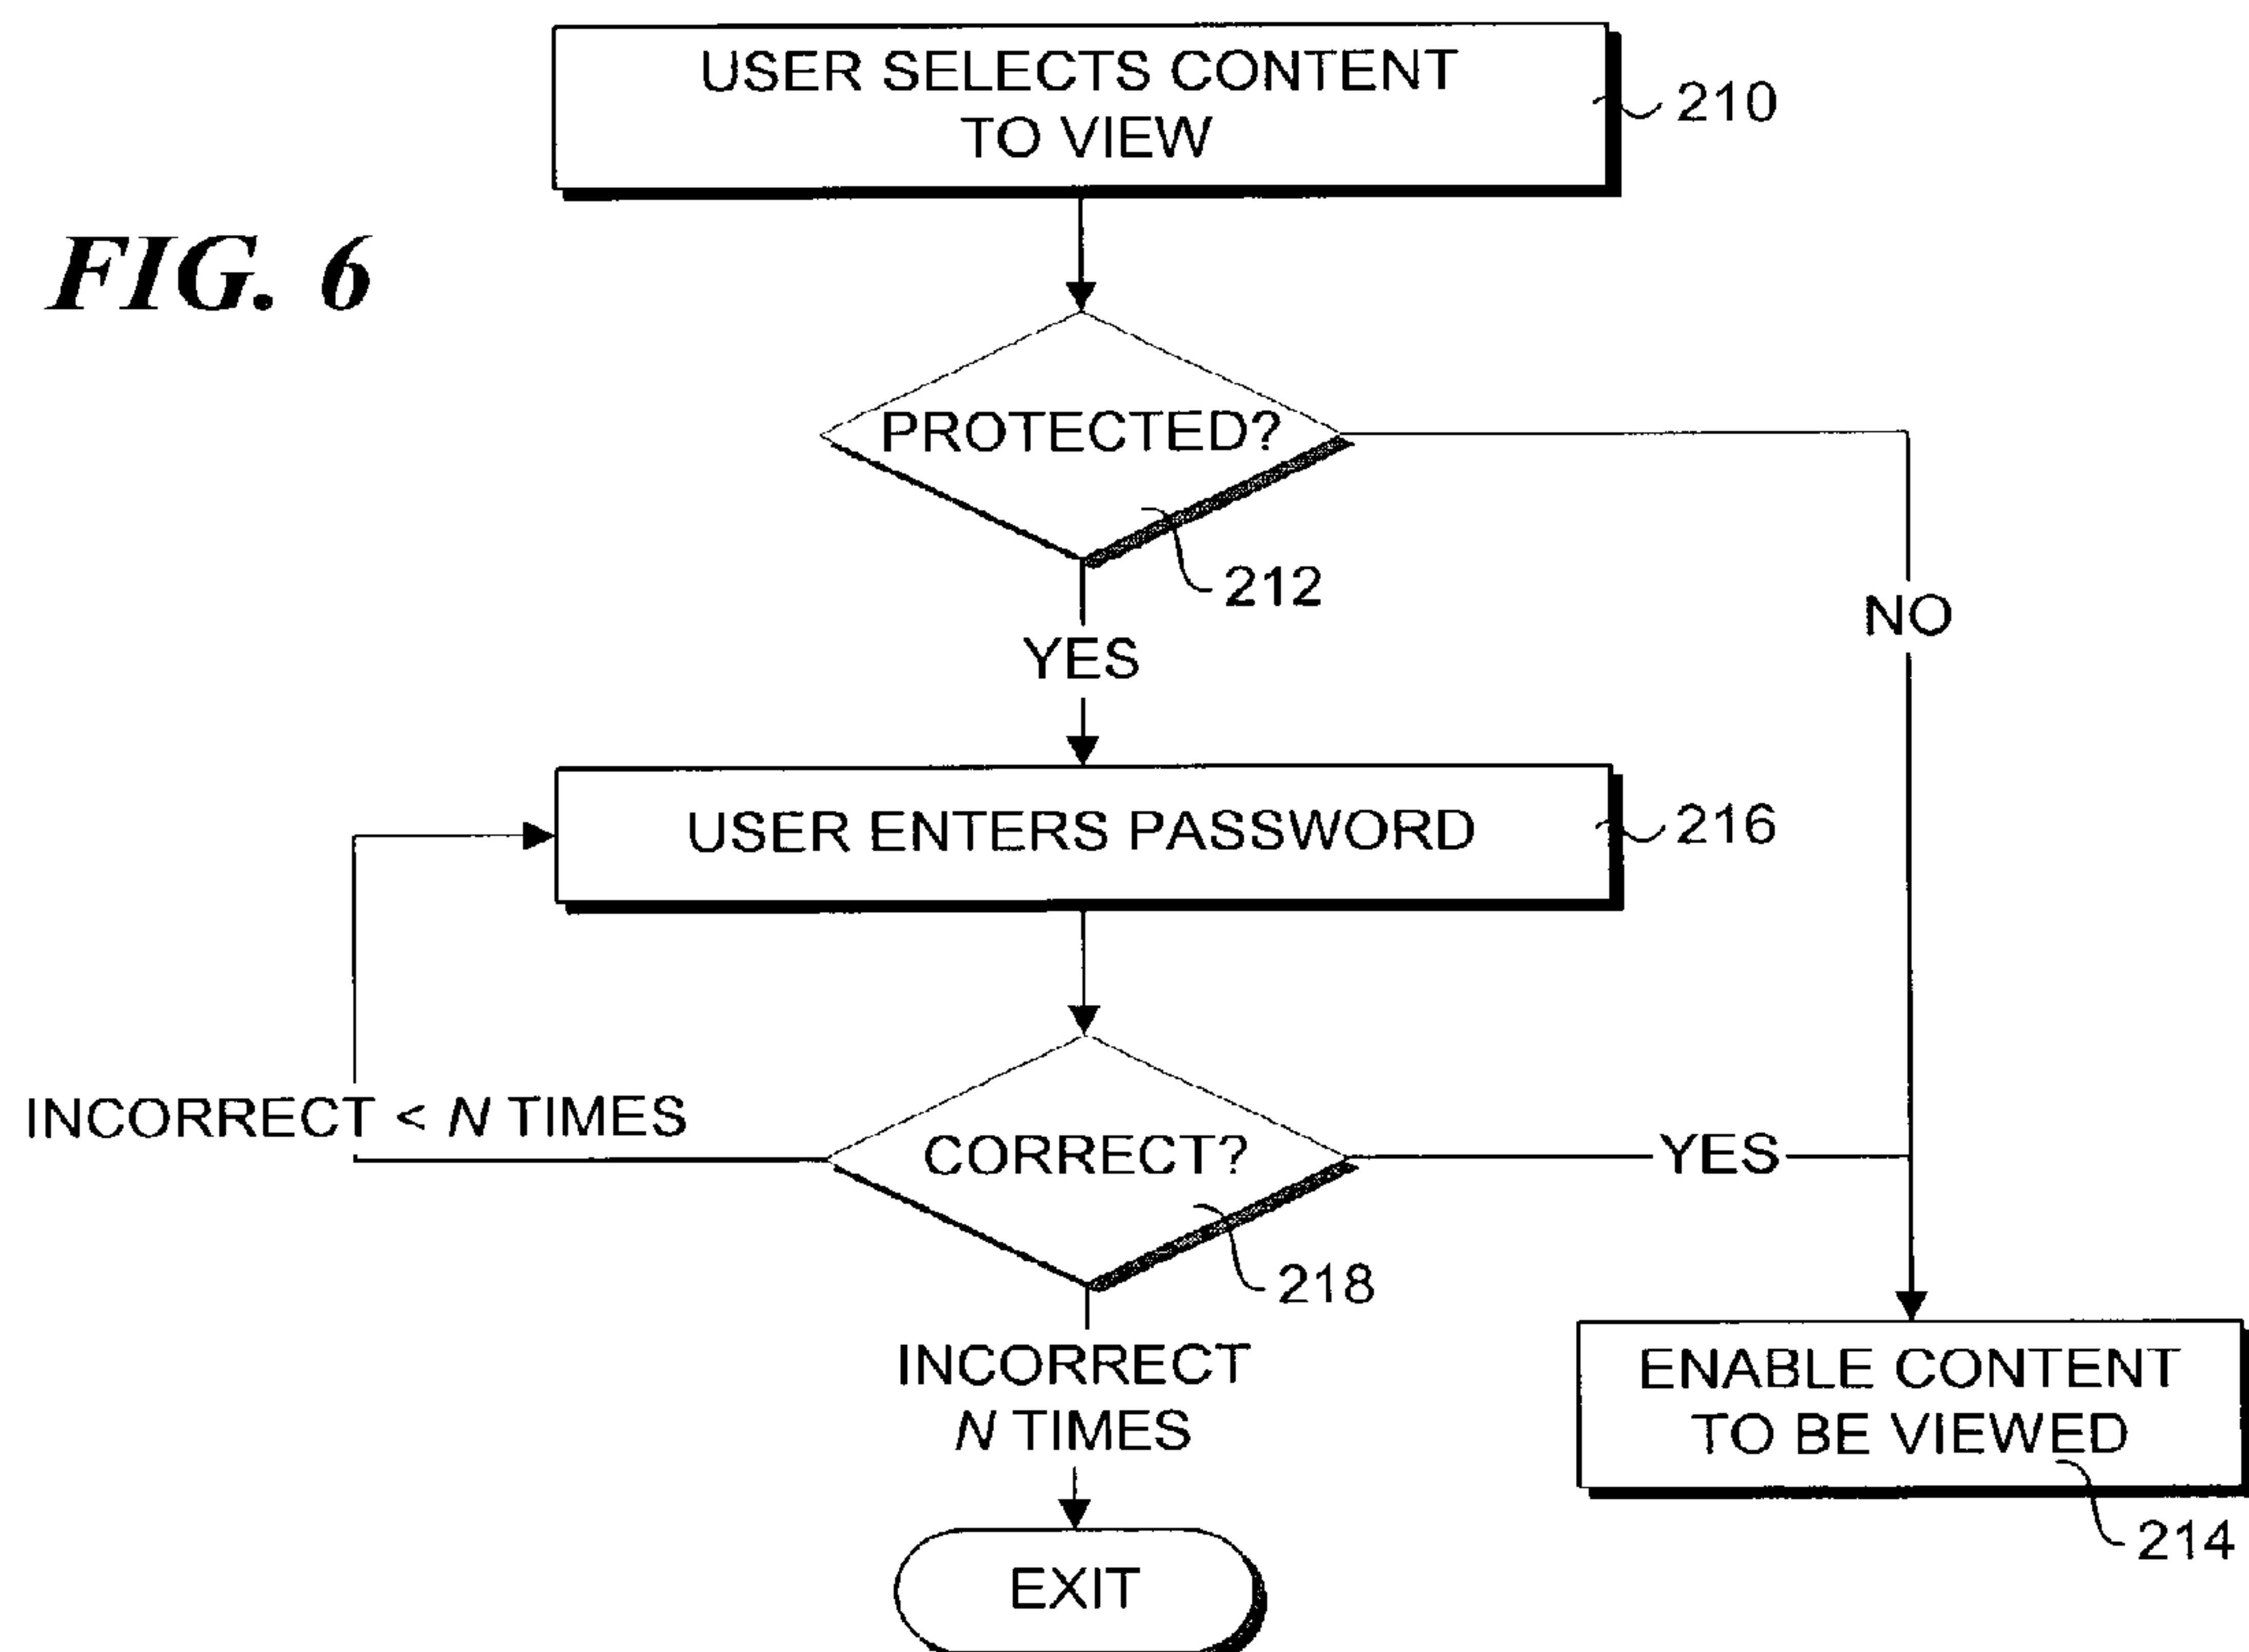 USER SELECTS CONTENT
TO VIEW
210
FIG. 6
PROTECTED?
212
NO
YES
USER ENTERS PASSWORD
216
INCORRECT < N TIMES
CORRECT?
YES
218
INCORRECT
N TIMES
ENABLE CONTENT
TO BE VIEWED
214
EXIT